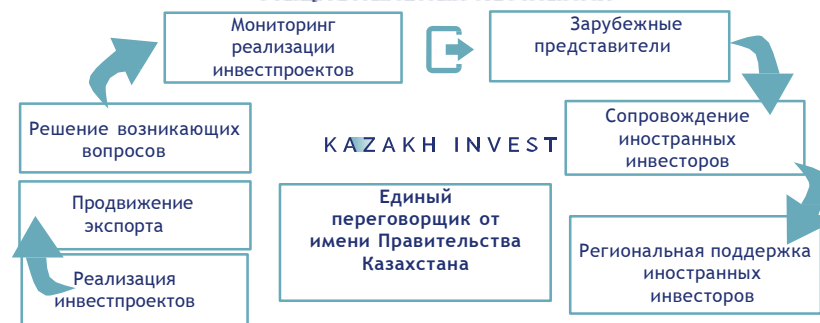 Мониторинг
реализации
инвестпроектов
Зарубежные
представители
Решение возникающих
вопросов
KAZAKH INVEST
Сопровождение
иностранных
инвесторов
Продвижение
экспорта
Единый
переговорщик от
имени Правительства
Казахстана
Региональная поддержка
иностранных
инвесторов
Реализация
инвестпроектов